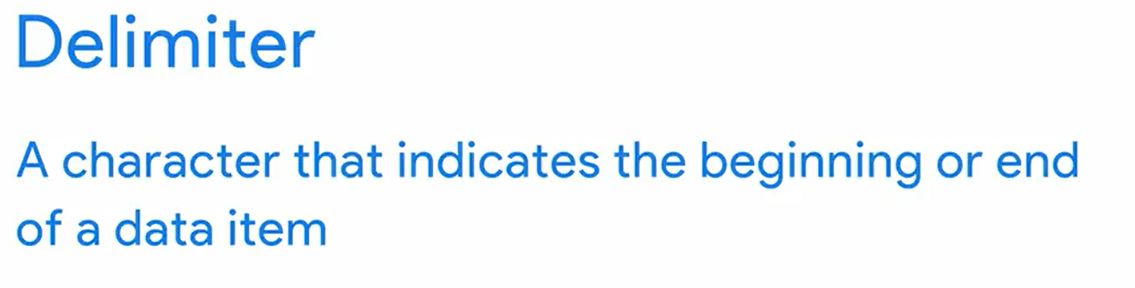 Delimiter
A character that indicates the beginning or end
of a data item